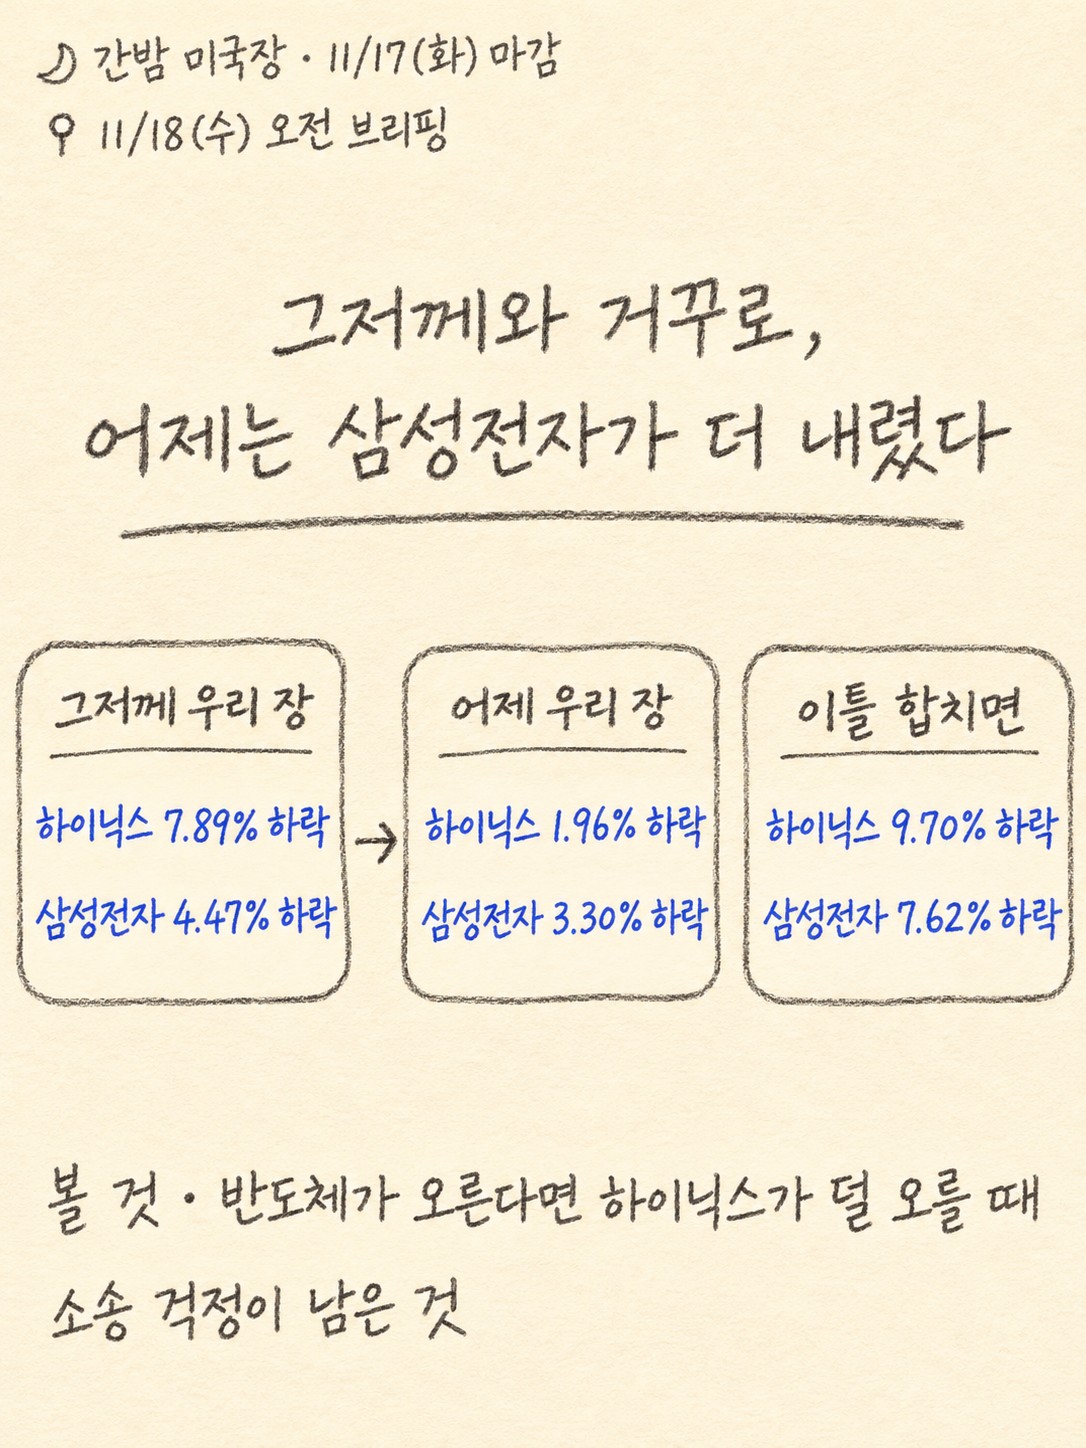 간밤 미국장 · 11/17(화) 마감
11/18(수) 오전 브리핑
그저께와 거꾸로,
어제는 삼성전자가 더 내렸다
그저께 우리 장
하이닉스 7.89% 하락
삼성전자 4.47% 하락
→
어제 우리 장
하이닉스 1.96% 하락
삼성전자 3.30% 하락
이틀 합치면
하이닉스 9.70% 하락
삼성전자 7.62% 하락
볼 것 · 반도체가 오른다면 하이닉스가 덜 오를 때
소송 걱정이 남은 것